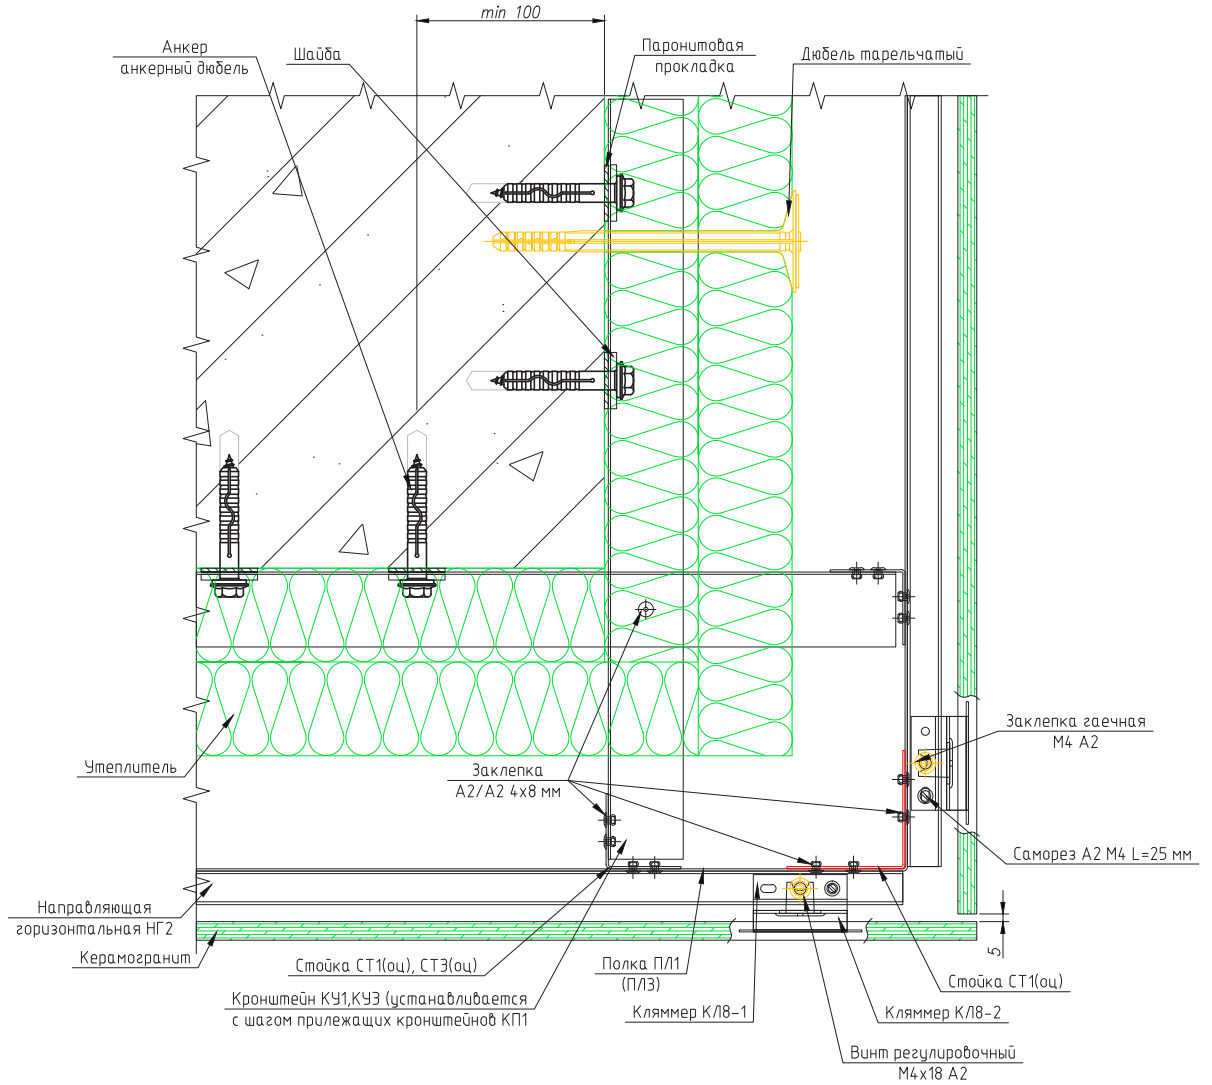 min 100
Анкер
анкерный дюбель
Шайба
Паронитовая
прокладка
Дюбель тарельчатый
Заклепка гаечная
М4 А2
Утеплитель
Заклепка
А2/А2 4х8 мм
Саморез А2 М4 L=25 мм
Направляющая
горизонтальная НГ2
Керамогранит
5
Стойка СТ1(оц), СТ3(оц)
Полка ПЛ1
(ПЛ3)
Стойка СТ1(оц)
Кронштейн КУ1,КУ3 (устанавливается
с шагом прилежащих кронштейнов КП1
Кляммер КЛ8-1
Кляммер КЛ8-2
Винт регулировочный
М4х18 А2